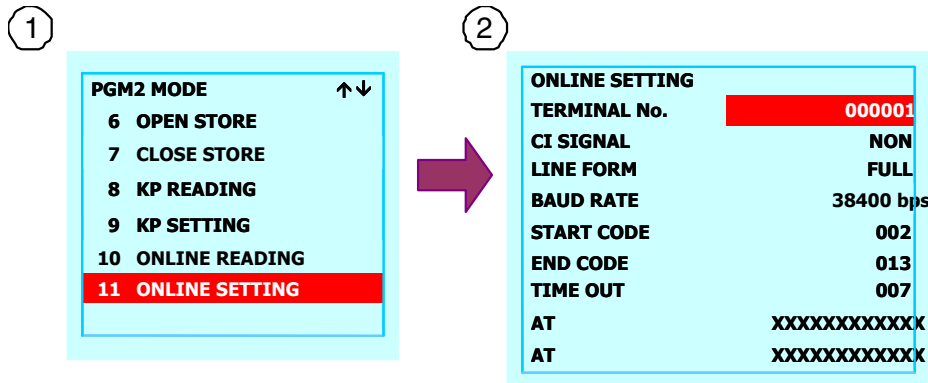 1
PGM2 MODE ↑↓
6 OPEN STORE
7 CLOSE STORE
8 KP READING
9 KP SETTING
10 ONLINE READING
11 ONLINE SETTING
2
ONLINE SETTING
TERMINAL No. 000001
CI SIGNAL NON
LINE FORM FULL
BAUD RATE 38400 bps
START CODE 002
END CODE 013
TIME OUT 007
AT XXXXXXXXXXXX
AT XXXXXXXXXXXX